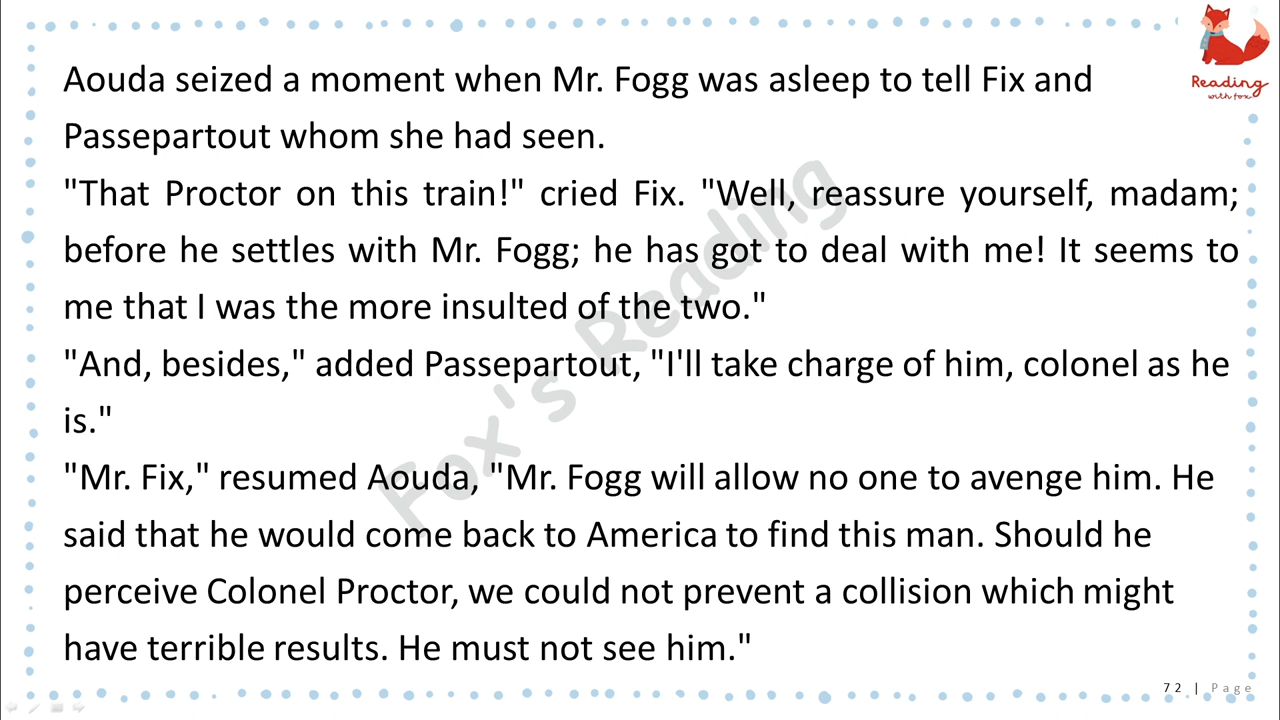 Aouda seized a moment when Mr. Fogg was asleep to tell Fix and
Passepartout whom she had seen.
"That Proctor on this train!" cried Fix. "Well, reassure yourself, madam;
before he settles with Mr. Fogg; he has got to deal with me! It seems to
me that I was the more insulted of the two."
"And, besides," added Passepartout, "I'll take charge of him, colonel as he
is."
"Mr. Fix," resumed Aouda, "Mr. Fogg will allow no one to avenge him. He
said that he would come back to America to find this man. Should he
perceive Colonel Proctor, we could not prevent a collision which might
have terrible results. He must not see him."
Reading
with fox
Fox's Reading
72 | Page